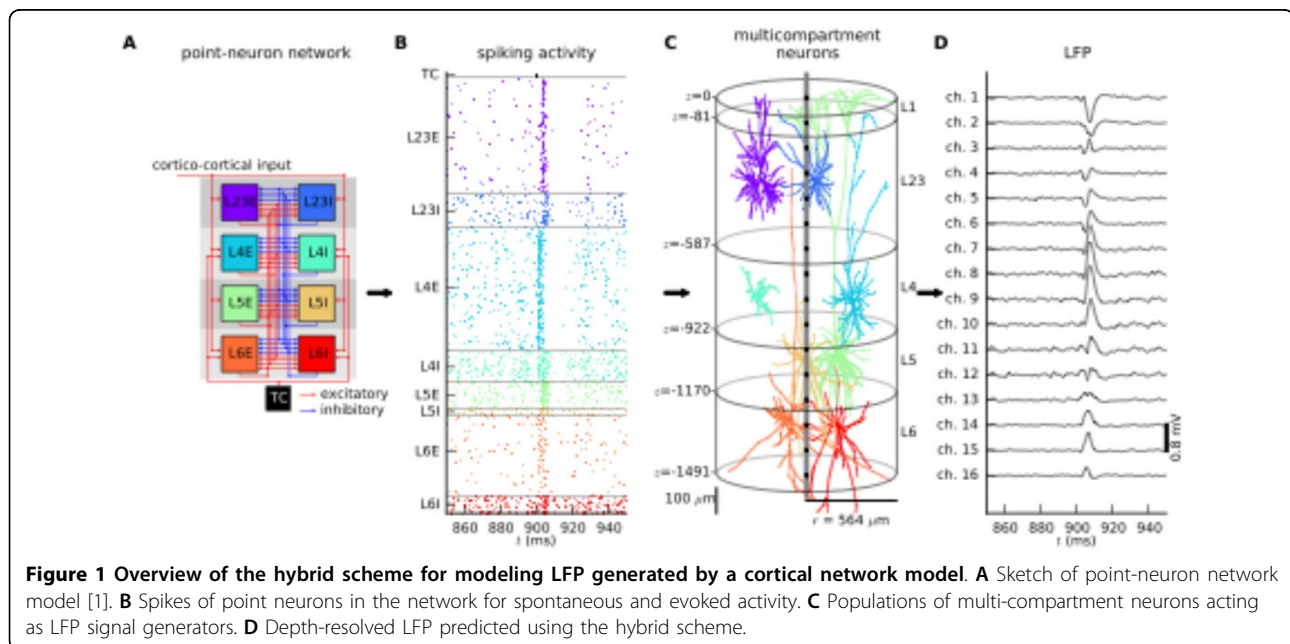 A point-neuron network
cortico-cortical input
L23E L23I
L4E L4I
L5E L5I
L6E L6I
TC excitatory
inhibitory
B spiking activity
TC
L23E
L23I
L4E
L4I
L5E
L5I
L6E
L6I
860 880 900 920 940
t (ms)
C multicompartment
neurons
z=0
z=-81
z=-587
z=-922
z=-1170
z=-1491
L1
L23
L4
L5
L6
100 μm
r = 564 μm
D LFP
ch. 1
ch. 2
ch. 3
ch. 4
ch. 5
ch. 6
ch. 7
ch. 8
ch. 9
ch. 10
ch. 11
ch. 12
ch. 13
ch. 14
ch. 15
ch. 16
0.8 mV
860 880 900 920 940
t (ms)
Figure 1 Overview of the hybrid scheme for modeling LFP generated by a cortical network model. A Sketch of point-neuron network
model [1]. B Spikes of point neurons in the network for spontaneous and evoked activity. C Populations of multi-compartment neurons acting
as LFP signal generators. D Depth-resolved LFP predicted using the hybrid scheme.